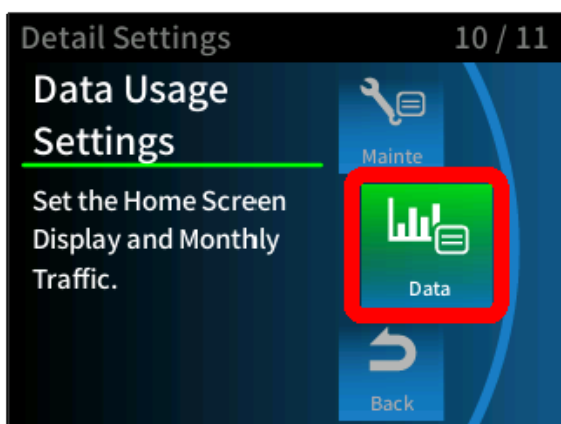 Detail Settings 10 / 11
Data Usage
Settings
Set the Home Screen
Display and Monthly
Traffic.
Mainte
Data
Back